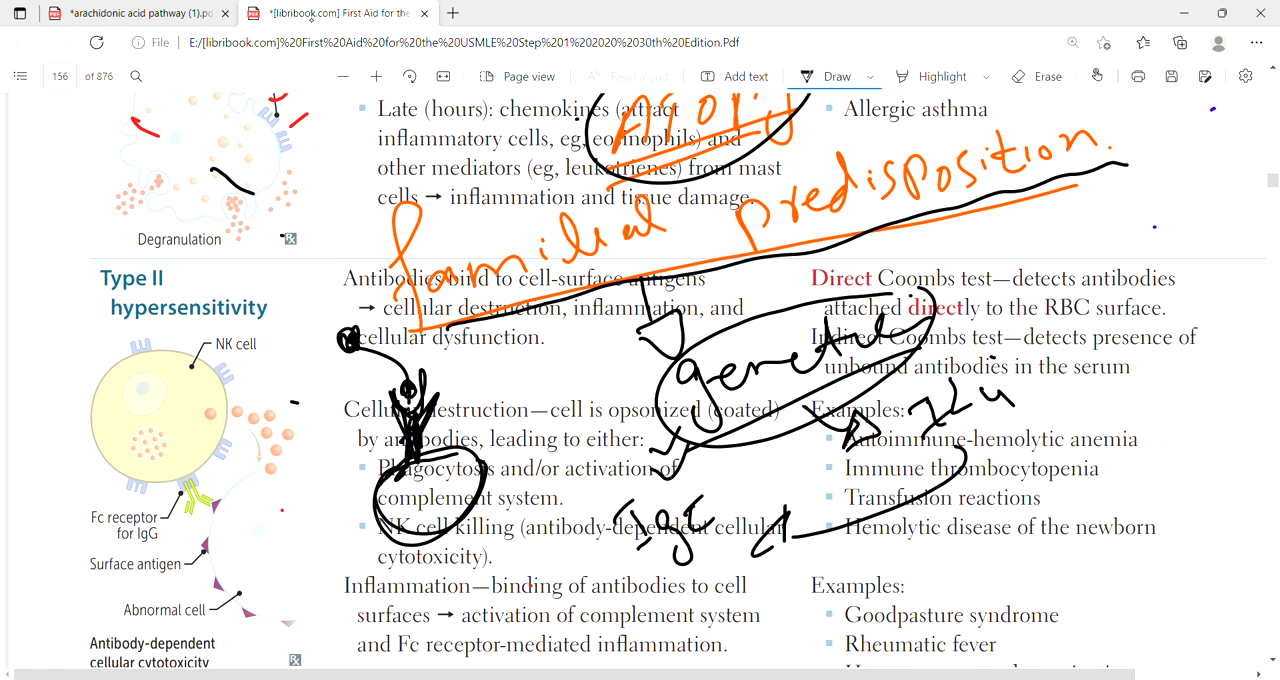 *arachidonic acid pathway (1).pd
*[libribook.com] First Aid for the
File E:/[libribook.com]%20First%20Aid%20for%20the%20USMLE%20Step%201%202020%2030th%20Edition.Pdf
156 of 876 Page view Read aloud Add text Draw Highlight Erase
Late (hours): chemokines (attract
inflammatory cells, eg, eosinophils) and
other mediators (eg, leukotrienes) from mast
cells → inflammation and tissue damage.
Allergic asthma
Atopy
familial predisposition.
Degranulation
Rx
Type II
hypersensitivity
NK cell
Fc receptor
for IgG
Surface antigen
Abnormal cell
Antibody-dependent
cellular cytotoxicity
Rx
Antibodies bind to cell-surface antigens
→ cellular destruction, inflammation, and
cellular dysfunction.
Cellular destruction—cell is opsonized (coated)
by antibodies, leading to either:
Phagocytosis and/or activation of
complement system.
NK cell killing (antibody-dependent cellular
cytotoxicity).
Inflammation—binding of antibodies to cell
surfaces → activation of complement system
and Fc receptor-mediated inflammation.
genetic
IgE
Direct Coombs test—detects antibodies
attached directly to the RBC surface.
Indirect Coombs test—detects presence of
unbound antibodies in the serum
Examples:
Autoimmune-hemolytic anemia
Immune thrombocytopenia
Transfusion reactions
Hemolytic disease of the newborn
Examples:
Goodpasture syndrome
Rheumatic fever